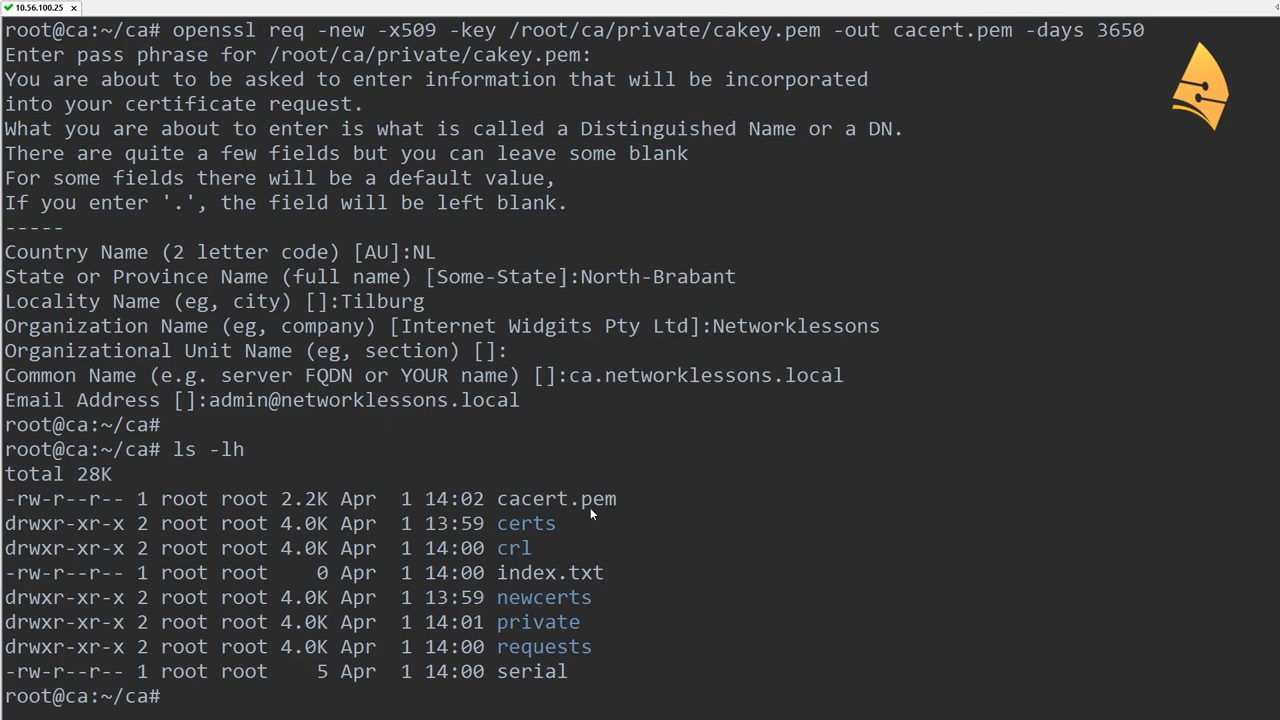 10.56.100.25
root@ca:~/ca# openssl req -new -x509 -key /root/ca/private/cakey.pem -out cacert.pem -days 3650
Enter pass phrase for /root/ca/private/cakey.pem:
You are about to be asked to enter information that will be incorporated
into your certificate request.
What you are about to enter is what is called a Distinguished Name or a DN.
There are quite a few fields but you can leave some blank
For some fields there will be a default value,
If you enter '.', the field will be left blank.
-----
Country Name (2 letter code) [AU]:NL
State or Province Name (full name) [Some-State]:North-Brabant
Locality Name (eg, city) []:Tilburg
Organization Name (eg, company) [Internet Widgits Pty Ltd]:Networklessons
Organizational Unit Name (eg, section) []:
Common Name (e.g. server FQDN or YOUR name) []:ca.networklessons.local
Email Address []:admin@networklessons.local
root@ca:~/ca#
root@ca:~/ca# ls -lh
total 28K
-rw-r--r-- 1 root root 2.2K Apr  1 14:02 cacert.pem
drwxr-xr-x 2 root root 4.0K Apr  1 13:59 certs
drwxr-xr-x 2 root root 4.0K Apr  1 14:00 crl
-rw-r--r-- 1 root root    0 Apr  1 14:00 index.txt
drwxr-xr-x 2 root root 4.0K Apr  1 13:59 newcerts
drwxr-xr-x 2 root root 4.0K Apr  1 14:01 private
drwxr-xr-x 2 root root 4.0K Apr  1 14:00 requests
-rw-r--r-- 1 root root    5 Apr  1 14:00 serial
root@ca:~/ca#